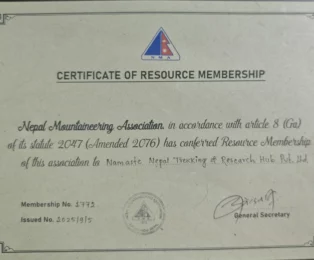 CERTIFICATE OF RESOURCE MEMBERSHIP
Nepal Mountaineering Association, in accordance with article 8 (Ga)
of its statute 2047 (Amended 2076) has conferred Resource Membership
of this association to Namaste Nepal Trekking & Research Hub Pvt. Ltd
Membership No.
Issued No.
General Secretary